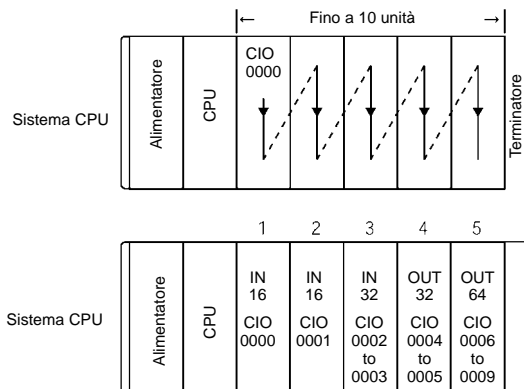 ← Fino a 10 unità →
CIO
0000
Sistema CPU
Alimentatore
CPU
Terminatore
1 2 3 4 5
IN
16
CIO
0000
IN
16
CIO
0001
IN
32
CIO
0002
to
0003
OUT
32
CIO
0004
to
0005
OUT
64
CIO
0006
to
0009
Sistema CPU
Alimentatore
CPU